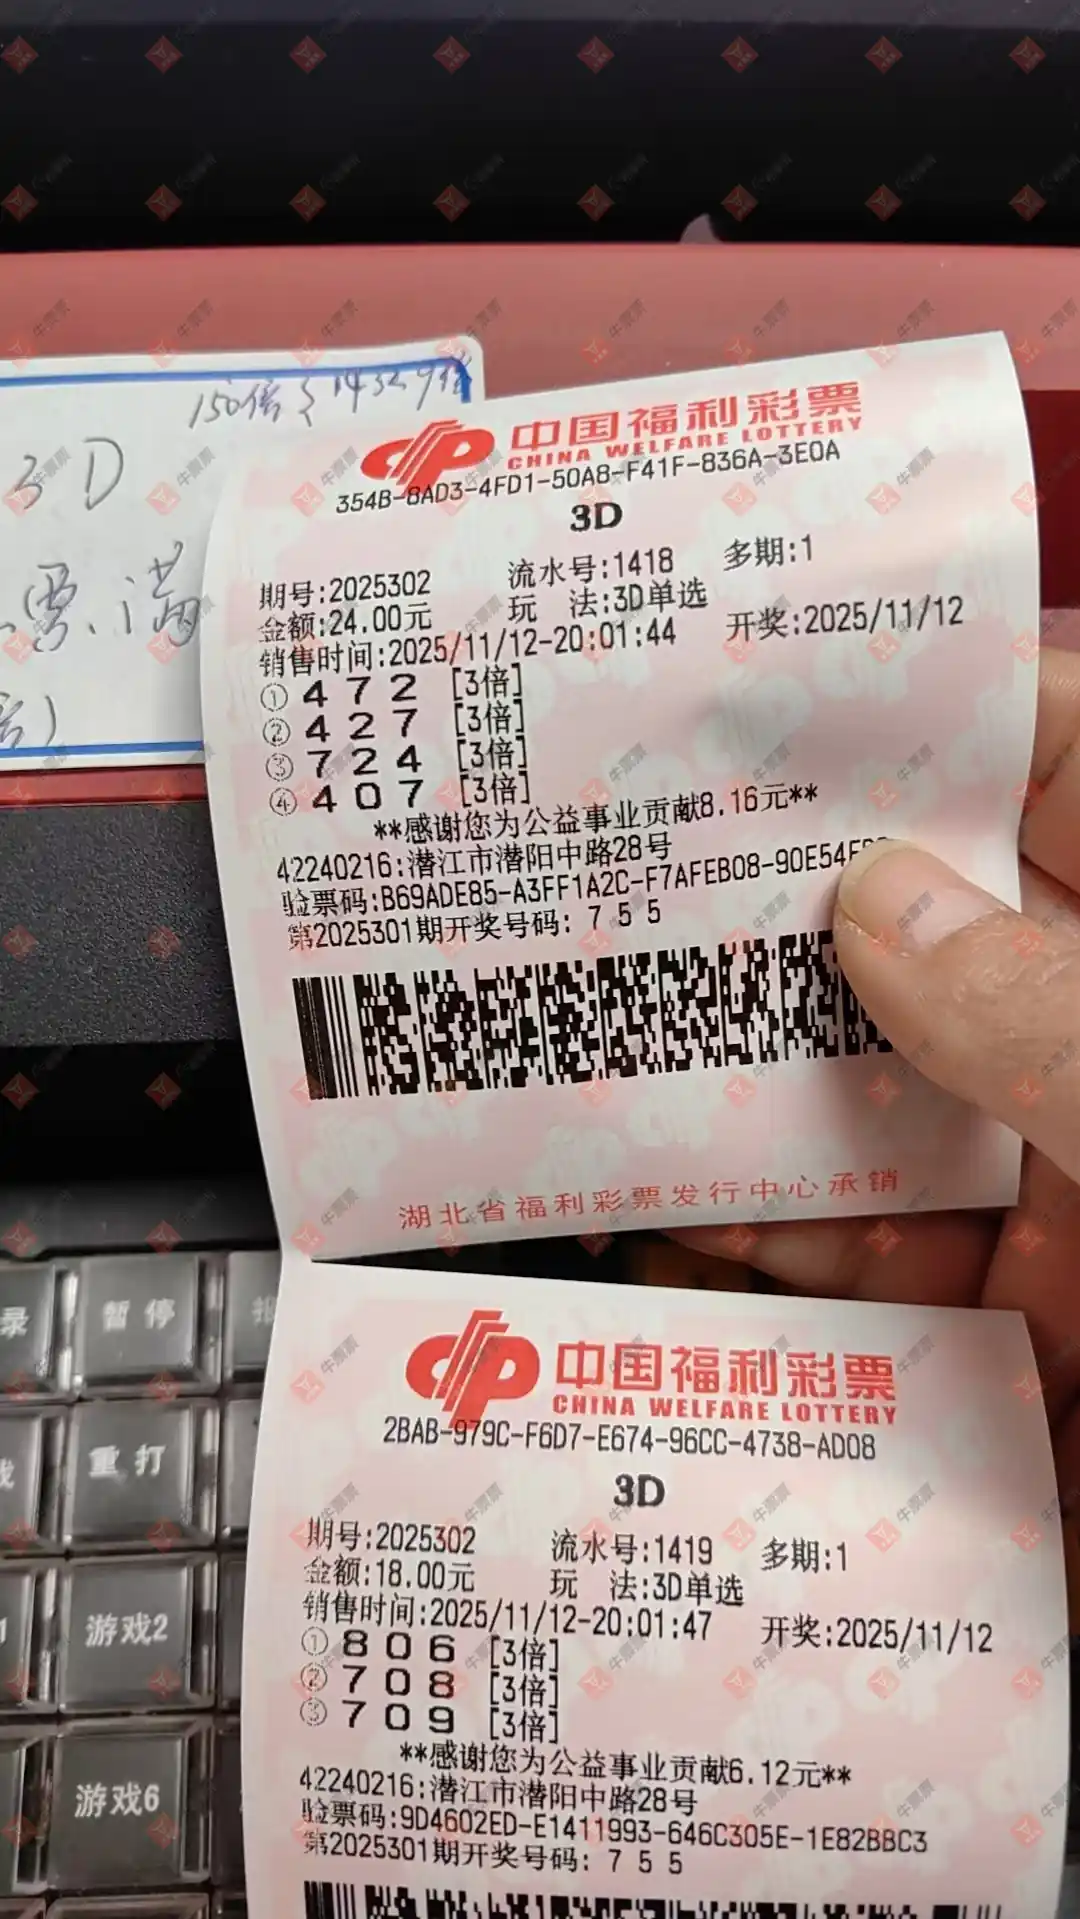 3D
中国福利彩票
CHINA WELFARE LOTTERY
354B-8AD3-4FD1-50A8-F41F-836A-3E0A
3D
期号:2025302 流水号:1418 多期:1
金额:24.00元 玩 法:3D单选
销售时间:2025/11/12-20:01:44 开奖:2025/11/12
① 4 7 2 [3倍]
② 4 2 7 [3倍]
③ 7 2 4 [3倍]
④ 4 0 7 [3倍]
**感谢您为公益事业贡献8.16元**
42240216:潜江市潜阳中路28号
验票码:B69ADE85-A3FF1A2C-F7AFEB08-90E54
第2025301期开奖号码: 7 5 5
湖北省福利彩票发行中心承销
中国福利彩票
CHINA WELFARE LOTTERY
2BAB-979C-F6D7-E674-96CC-4738-AD08
3D
期号:2025302 流水号:1419 多期:1
金额:18.00元 玩 法:3D单选
销售时间:2025/11/12-20:01:47 开奖:2025/11/12
① 8 0 6 [3倍]
② 7 0 8 [3倍]
③ 7 0 9 [3倍]
**感谢您为公益事业贡献6.12元**
42240216:潜江市潜阳中路28号
验票码:9D4602ED-E1411993-646C305E-1E82BBC3
第2025301期开奖号码: 7 5 5
票.满
录
暂停
重打
游戏2
游戏6
牛票票